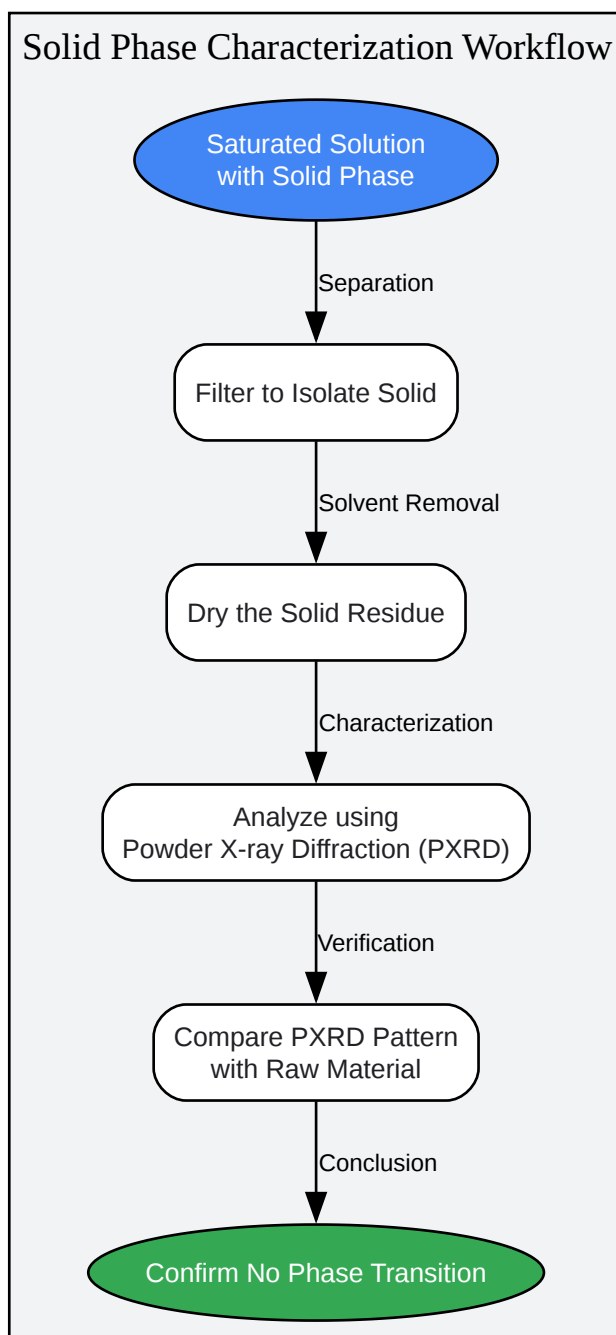 Solid Phase Characterization Workflow
Saturated Solution
with Solid Phase
Separation
Filter to Isolate Solid
Solvent Removal
Dry the Solid Residue
Characterization
Analyze using
Powder X-ray Diffraction (PXRD)
Verification
Compare PXRD Pattern
with Raw Material
Conclusion
Confirm No Phase Transition